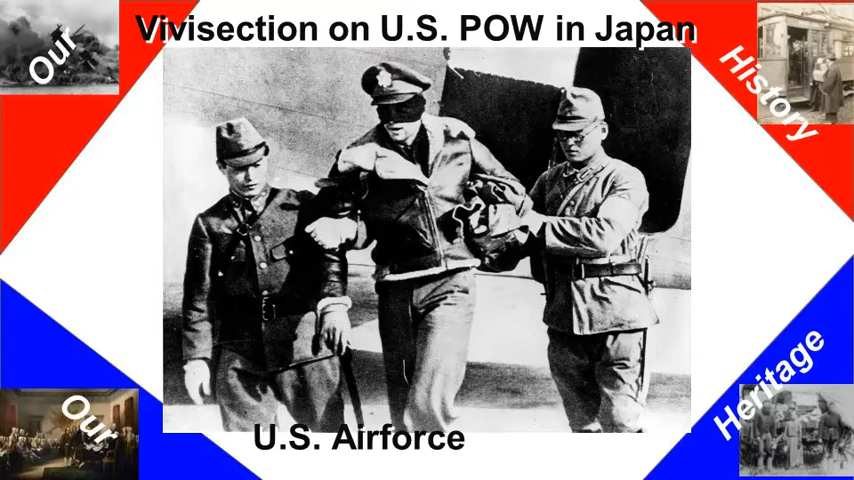 Vivisection on U.S. POW in Japan
Our
History
U.S. Airforce
Our
Heritage